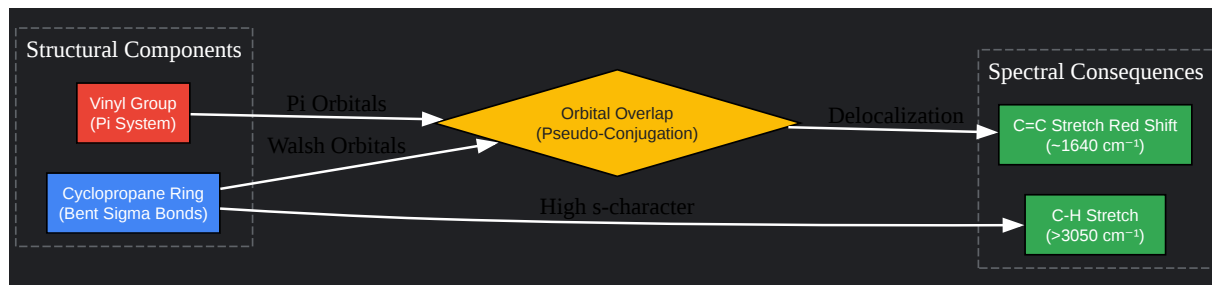 Structural Components
Vinyl Group
(Pi System)
Cyclopropane Ring
(Bent Sigma Bonds)
Pi Orbitals
Walsh Orbitals
High s-character
Orbital Overlap
(Pseudo-Conjugation)
Delocalization
Spectral Consequences
C=C Stretch Red Shift
(~1640 cm⁻¹)
C-H Stretch
(>3050 cm⁻¹)